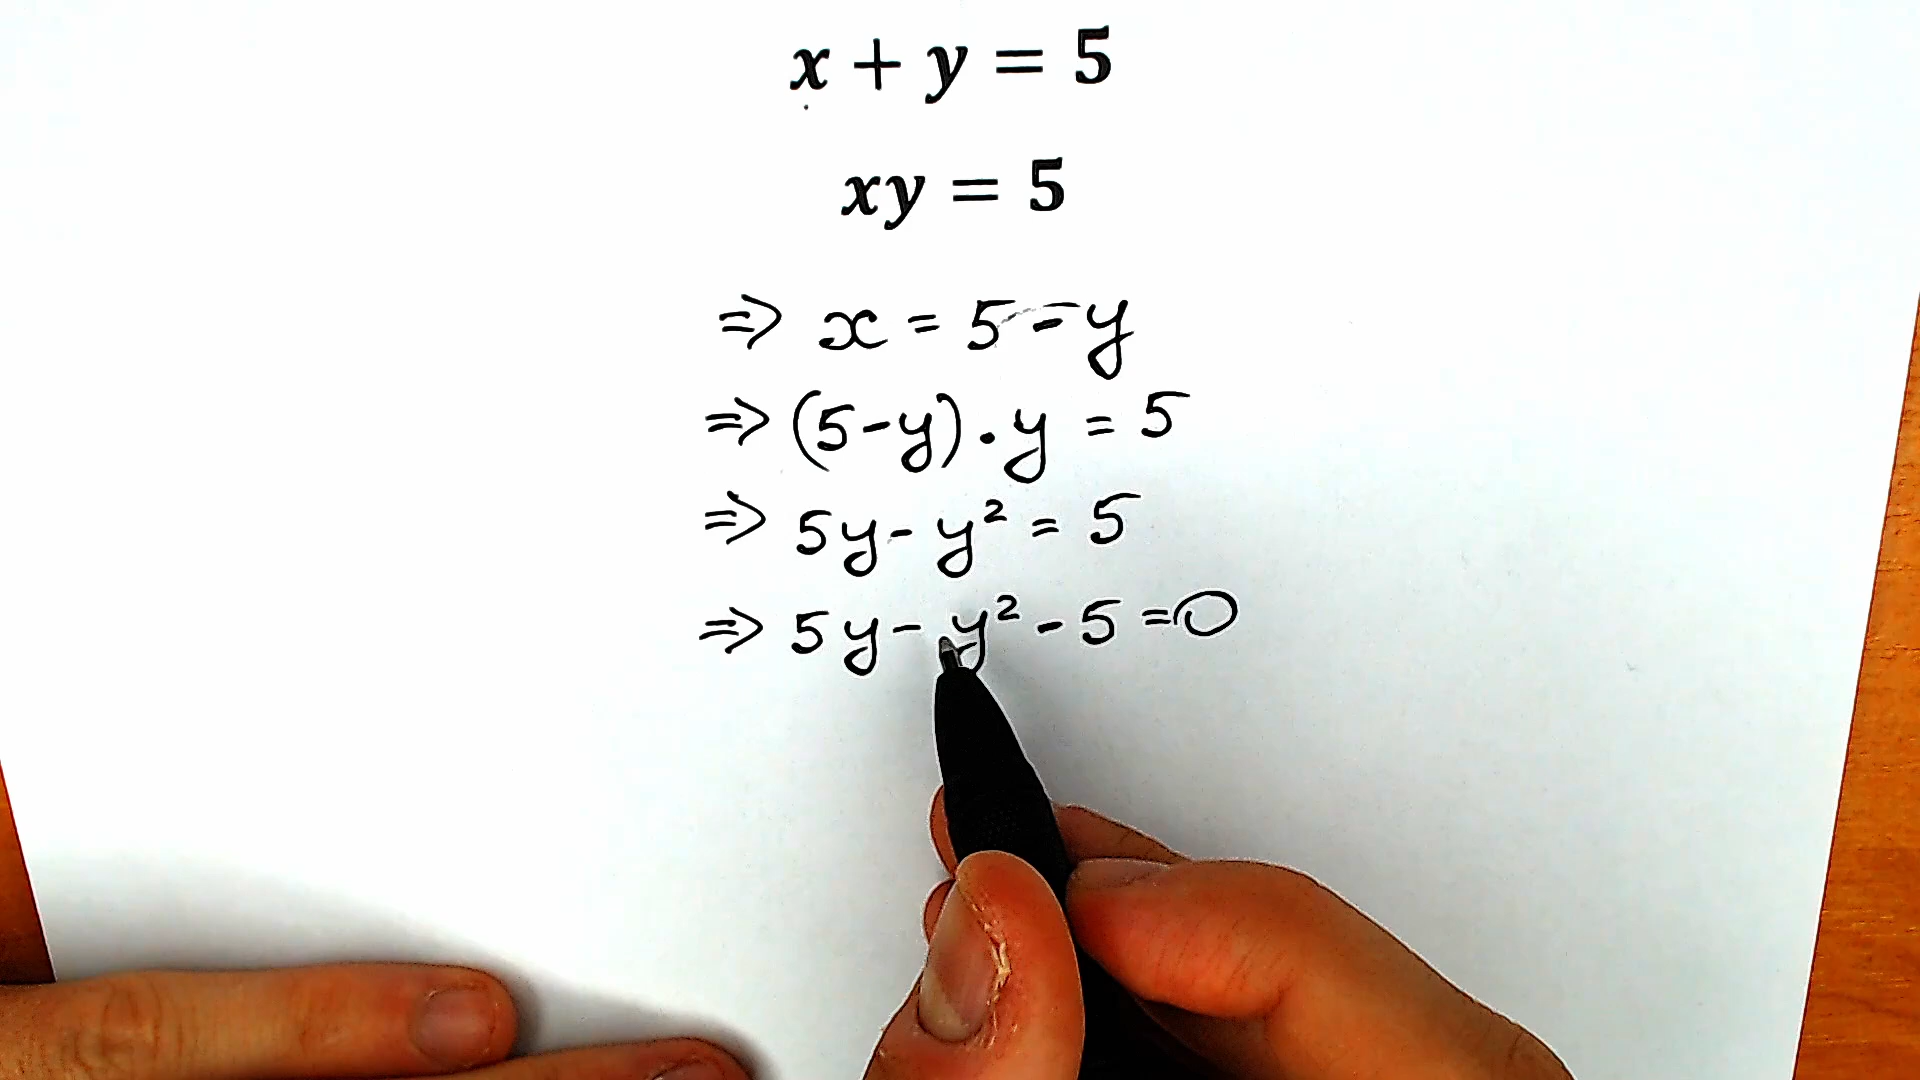 x + y = 5
xy = 5
⇒ x = 5 - y
⇒ (5-y) · y = 5
⇒ 5y - y² = 5
⇒ 5y - y² - 5 = 0